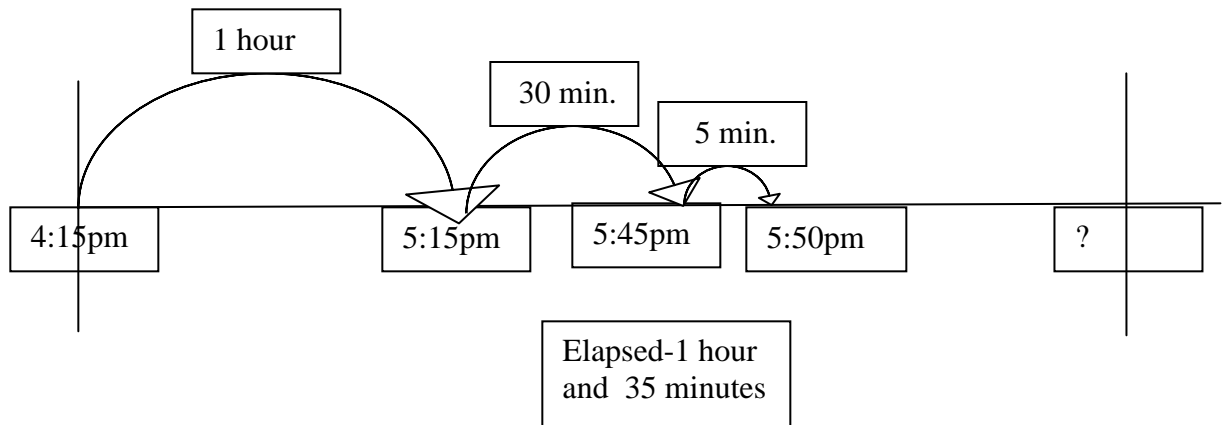 1 hour
30 min.
5 min.
4:15pm
5:15pm
5:45pm
5:50pm
?
Elapsed-1 hour
and 35 minutes